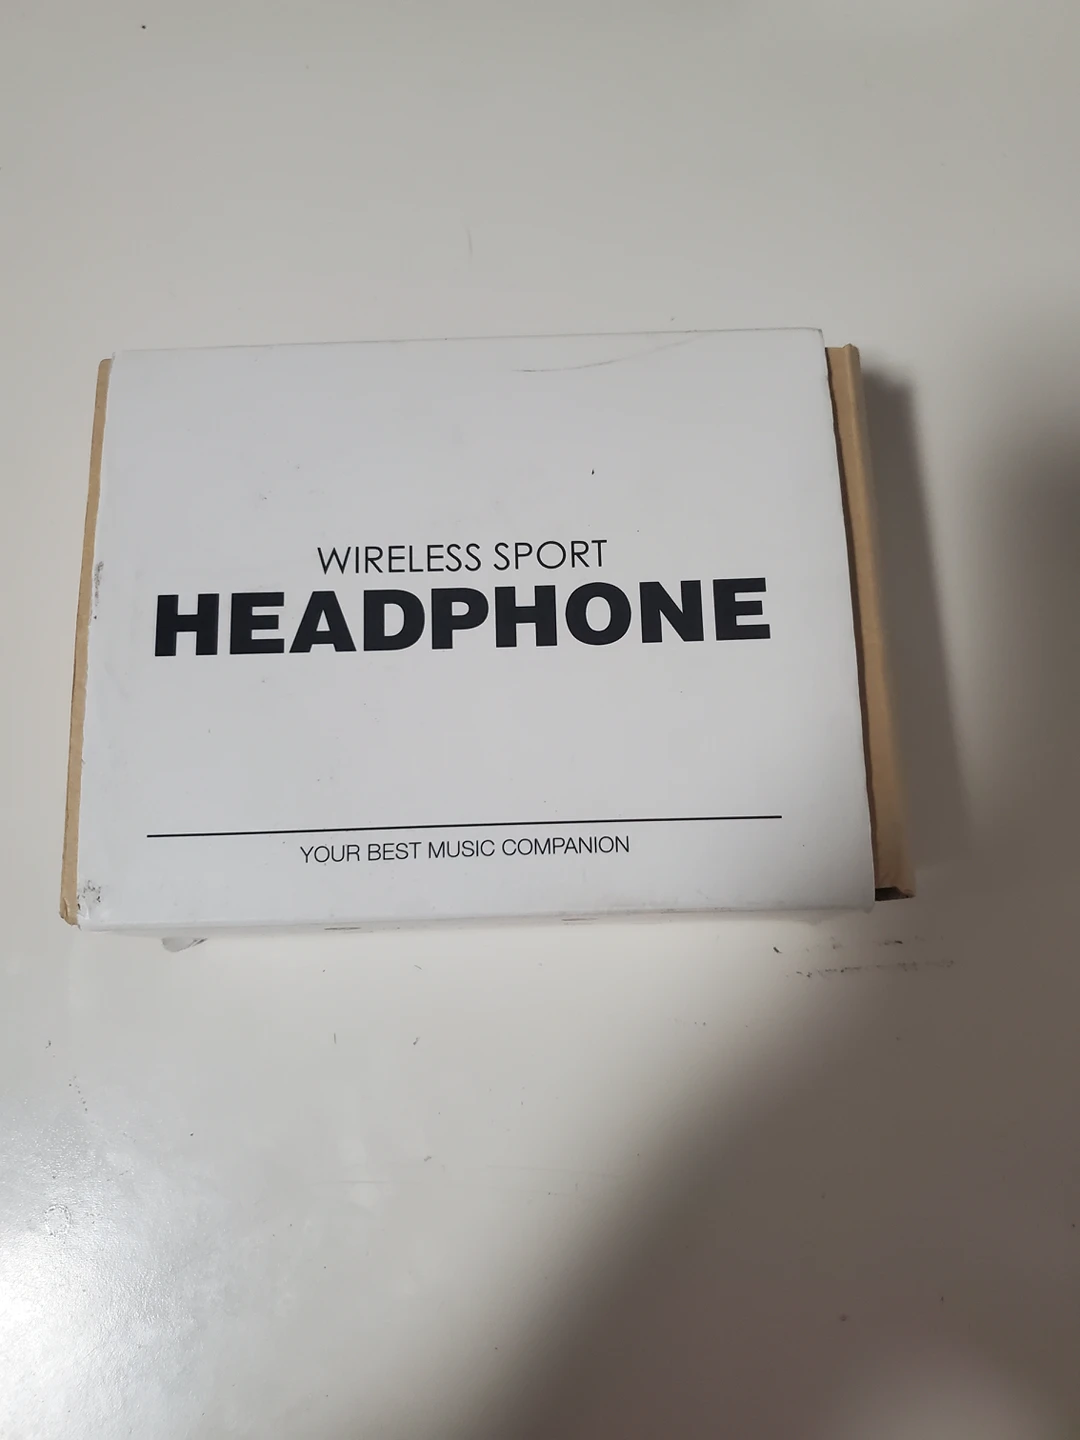 WIRELESS SPORT
HEADPHONE
YOUR BEST MUSIC COMPANION